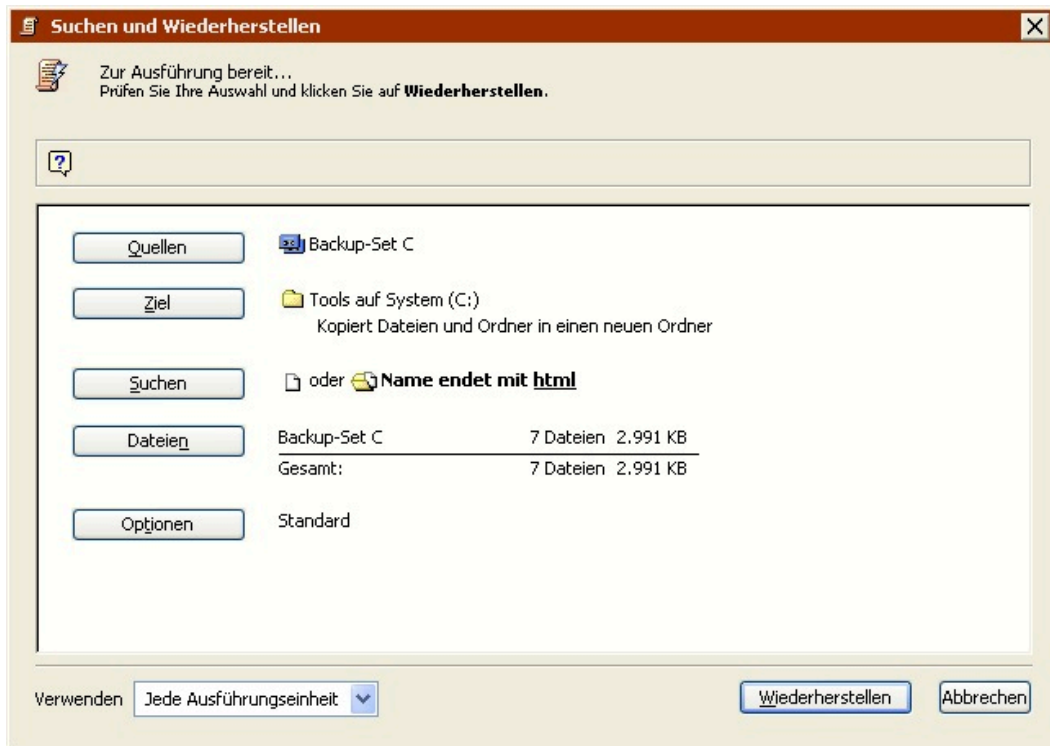 Suchen und Wiederherstellen
Zur Ausführung bereit...
Prüfen Sie Ihre Auswahl und klicken Sie auf Wiederherstellen.
Quellen
Backup-Set C
Ziel
Tools auf System (C:)
Kopiert Dateien und Ordner in einen neuen Ordner
Suchen
oder Name endet mit html
Dateien
Backup-Set C 7 Dateien 2.991 KB
Gesamt: 7 Dateien 2.991 KB
Optionen
Standard
Verwenden Jede Ausführungseinheit Wiederherstellen Abbrechen